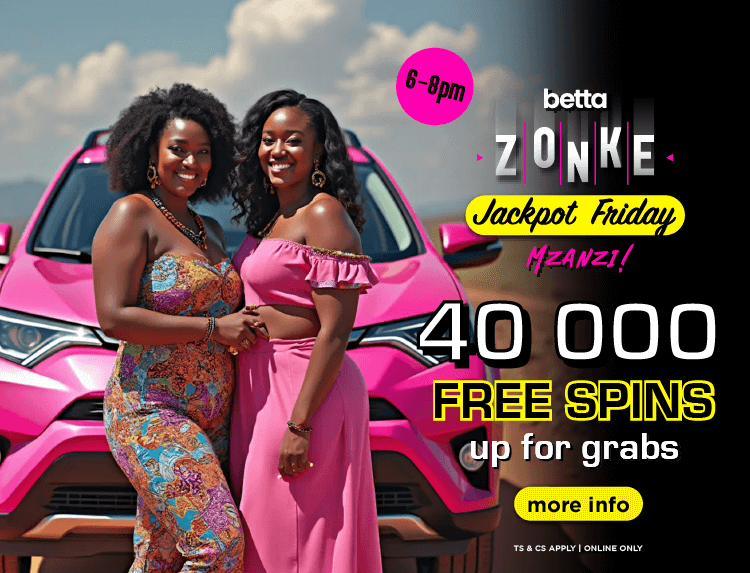 6-8pm
betta
ZONKE
Jackpot Friday
MZANZI!
40 000
FREE SPINS
up for grabs
more info
TS & CS APPLY | ONLINE ONLY